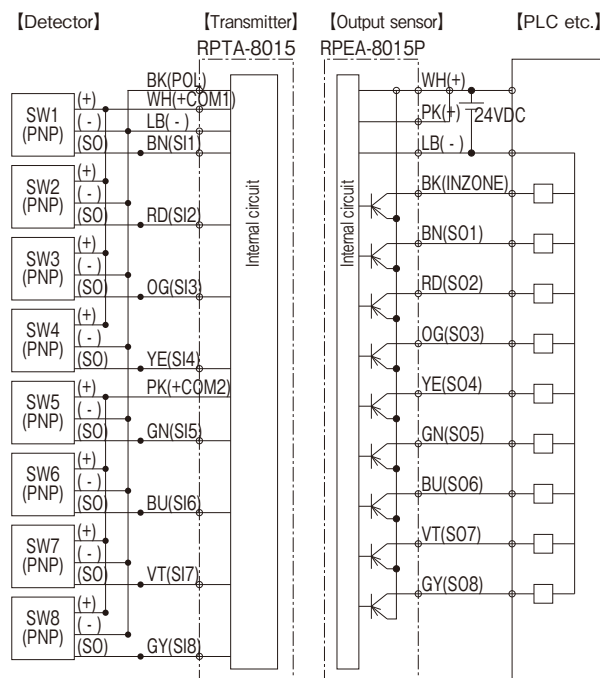 【Detector】
【Transmitter】
【Output sensor】
【PLC etc.】
RPTA-8015
RPEA-8015P
BK(POL)
WH(+COM1)
LB( - )
BN(SI1)
RD(SI2)
OG(SI3)
YE(SI4)
PK(+COM2)
GN(SI5)
BU(SI6)
VT(SI7)
GY(SI8)
SW1
(PNP)
(+)
( - )
(SO)
SW2
(PNP)
(+)
( - )
(SO)
SW3
(PNP)
(+)
( - )
(SO)
SW4
(PNP)
(+)
( - )
(SO)
SW5
(PNP)
(+)
( - )
(SO)
SW6
(PNP)
(+)
( - )
(SO)
SW7
(PNP)
(+)
( - )
(SO)
SW8
(PNP)
(+)
( - )
(SO)
Internal circuit
Internal circuit
WH(+)
PK(+)
24VDC
LB( - )
BK(INZONE)
BN(SO1)
RD(SO2)
OG(SO3)
YE(SO4)
GN(SO5)
BU(SO6)
VT(SO7)
GY(SO8)